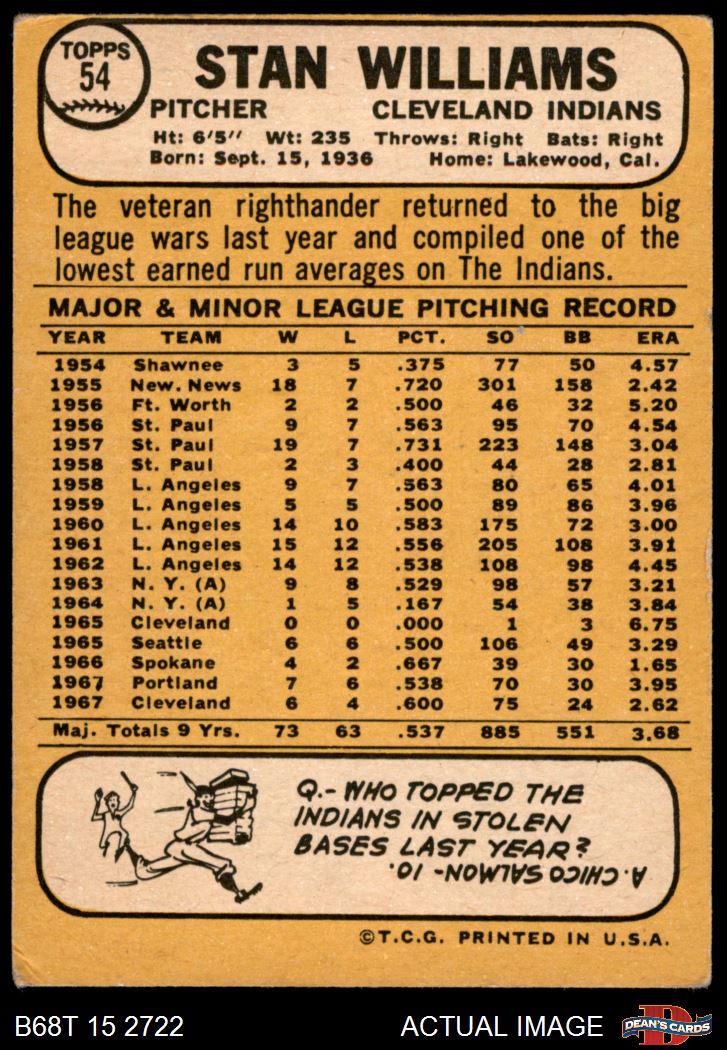 TOPPS
54
STAN WILLIAMS
PITCHER CLEVELAND INDIANS
Ht: 6'5" Wt: 235 Throws: Right Bats: Right
Born: Sept. 15, 1936 Home: Lakewood, Cal.
The veteran righthander returned to the big
league wars last year and compiled one of the
lowest earned run averages on The Indians.
MAJOR & MINOR LEAGUE PITCHING RECORD
YEAR TEAM W L PCT. SO BB ERA
1954 Shawnee 3 5 .375 77 50 4.57
1955 New. News 18 7 .720 301 158 2.42
1956 Ft. Worth 2 2 .500 46 32 5.20
1956 St. Paul 9 7 .563 95 70 4.54
1957 St. Paul 19 7 .731 223 148 3.04
1958 St. Paul 2 3 .400 44 28 2.81
1958 L. Angeles 9 7 .563 80 65 4.01
1959 L. Angeles 5 5 .500 89 86 3.96
1960 L. Angeles 14 10 .583 175 72 3.00
1961 L. Angeles 15 12 .556 205 108 3.91
1962 L. Angeles 14 12 .538 108 98 4.45
1963 N. Y. (A) 9 8 .529 98 57 3.21
1964 N. Y. (A) 1 5 .167 54 38 3.84
1965 Cleveland 0 0 .000 1 3 6.75
1965 Seattle 6 6 .500 106 49 3.29
1966 Spokane 4 2 .667 39 30 1.65
1967 Portland 7 6 .538 70 30 3.95
1967 Cleveland 6 4 .600 75 24 2.62
Maj. Totals 9 Yrs. 73 63 .537 885 551 3.68
Q.- WHO TOPPED THE
INDIANS IN STOLEN
BASES LAST YEAR?
A. CHICO SALMON- 10.
©T.C.G. PRINTED IN U.S.A.
B68T 15 2722 ACTUAL IMAGE
D
DEAN'S CARDS